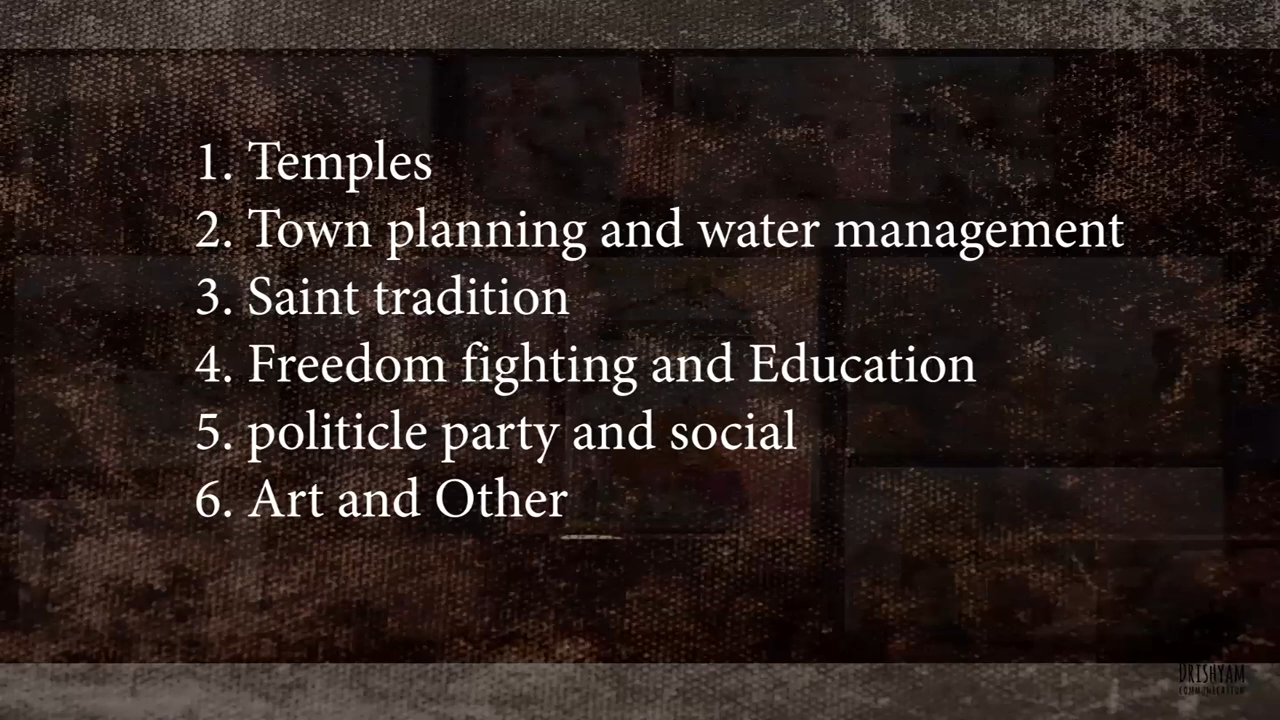 1. Temples
2. Town planning and water management
3. Saint tradition
4. Freedom fighting and Education
5. politicle party and social
6. Art and Other
DRISHYAM
COMMUNICATION